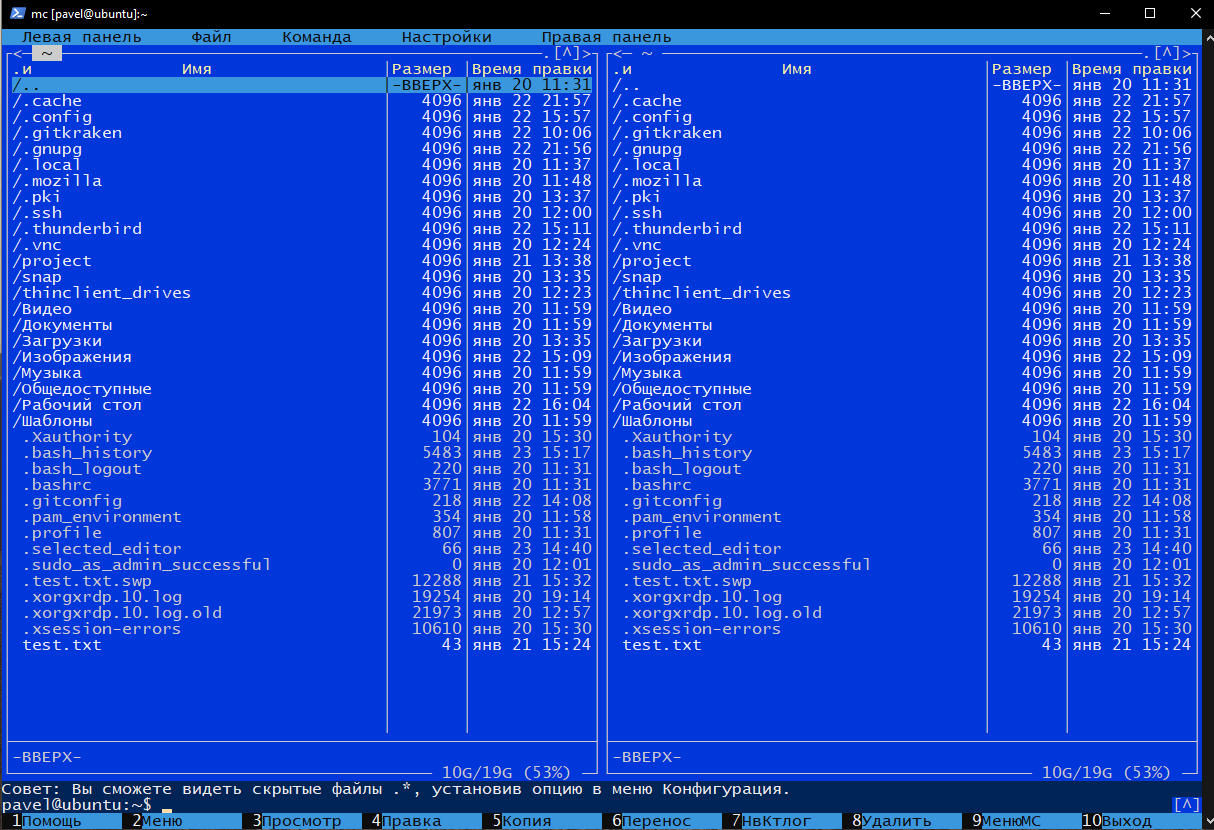 mc [pavel@ubuntu]:~
Левая панель Файл Команда Настройки Правая панель
<— ~ .[^]> <— ~ .[^]>
.и Имя Размер Время правки .и Имя Размер Время правки
/.. -ВВЕРХ- янв 20 11:31 /.. -ВВЕРХ- янв 20 11:31
/.cache 4096 янв 22 21:57 /.cache 4096 янв 22 21:57
/.config 4096 янв 22 15:57 /.config 4096 янв 22 15:57
/.gitkraken 4096 янв 22 10:06 /.gitkraken 4096 янв 22 10:06
/.gnupg 4096 янв 22 21:56 /.gnupg 4096 янв 22 21:56
/.local 4096 янв 20 11:37 /.local 4096 янв 20 11:37
/.mozilla 4096 янв 20 11:48 /.mozilla 4096 янв 20 11:48
/.pki 4096 янв 20 13:37 /.pki 4096 янв 20 13:37
/.ssh 4096 янв 20 12:00 /.ssh 4096 янв 20 12:00
/.thunderbird 4096 янв 22 15:11 /.thunderbird 4096 янв 22 15:11
/.vnc 4096 янв 20 12:24 /.vnc 4096 янв 20 12:24
/project 4096 янв 21 13:38 /project 4096 янв 21 13:38
/snap 4096 янв 20 13:35 /snap 4096 янв 20 13:35
/thinclient_drives 4096 янв 20 12:23 /thinclient_drives 4096 янв 20 12:23
/Видео 4096 янв 20 11:59 /Видео 4096 янв 20 11:59
/Документы 4096 янв 20 11:59 /Документы 4096 янв 20 11:59
/Загрузки 4096 янв 20 13:35 /Загрузки 4096 янв 20 13:35
/Изображения 4096 янв 22 15:09 /Изображения 4096 янв 22 15:09
/Музыка 4096 янв 20 11:59 /Музыка 4096 янв 20 11:59
/Общедоступные 4096 янв 20 11:59 /Общедоступные 4096 янв 20 11:59
/Рабочий стол 4096 янв 22 16:04 /Рабочий стол 4096 янв 22 16:04
/Шаблоны 4096 янв 20 11:59 /Шаблоны 4096 янв 20 11:59
.Xauthority 104 янв 20 15:30 .Xauthority 104 янв 20 15:30
.bash_history 5483 янв 23 15:17 .bash_history 5483 янв 23 15:17
.bash_logout 220 янв 20 11:31 .bash_logout 220 янв 20 11:31
.bashrc 3771 янв 20 11:31 .bashrc 3771 янв 20 11:31
.gitconfig 218 янв 22 14:08 .gitconfig 218 янв 22 14:08
.pam_environment 354 янв 20 11:58 .pam_environment 354 янв 20 11:58
.profile 807 янв 20 11:31 .profile 807 янв 20 11:31
.selected_editor 66 янв 23 14:40 .selected_editor 66 янв 23 14:40
.sudo_as_admin_successful 0 янв 20 12:01 .sudo_as_admin_successful 0 янв 20 12:01
.test.txt.swp 12288 янв 21 15:32 .test.txt.swp 12288 янв 21 15:32
.xorgxrdp.10.log 19254 янв 20 19:14 .xorgxrdp.10.log 19254 янв 20 19:14
.xorgxrdp.10.log.old 21973 янв 20 12:57 .xorgxrdp.10.log.old 21973 янв 20 12:57
.xsession-errors 10610 янв 20 15:30 .xsession-errors 10610 янв 20 15:30
test.txt 43 янв 21 15:24 test.txt 43 янв 21 15:24
-ВВЕРХ- -ВВЕРХ-
10G/19G (53%) 10G/19G (53%)
Совет: Вы сможете видеть скрытые файлы .*, установив опцию в меню Конфигурация.
pavel@ubuntu:~$ [^]
1Помощь 2Меню 3Просмотр 4Правка 5Копия 6Перенос 7НвКтлог 8Удалить 9МенюMC 10Выход